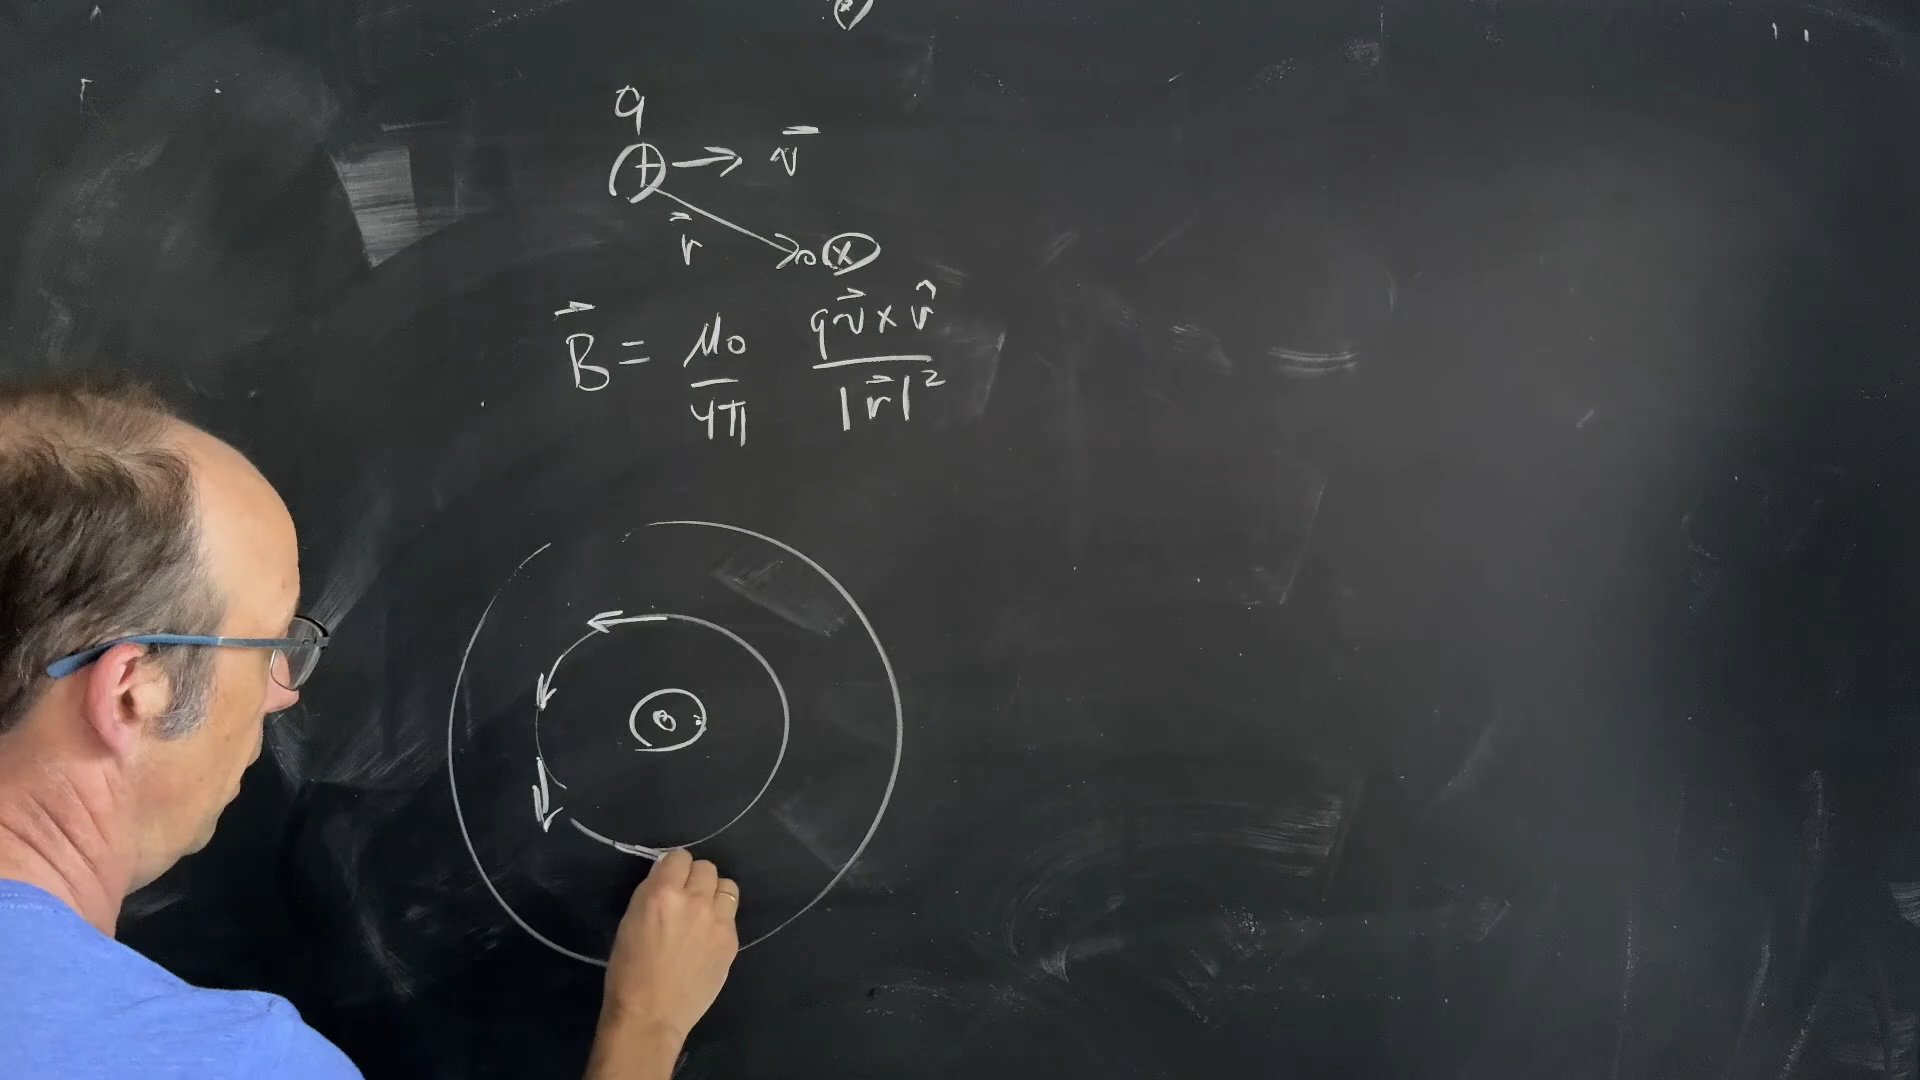 q
+ → v⃗
r⃗
x
B⃗ = μ₀/4π q v⃗ × r̂ / |r⃗|²